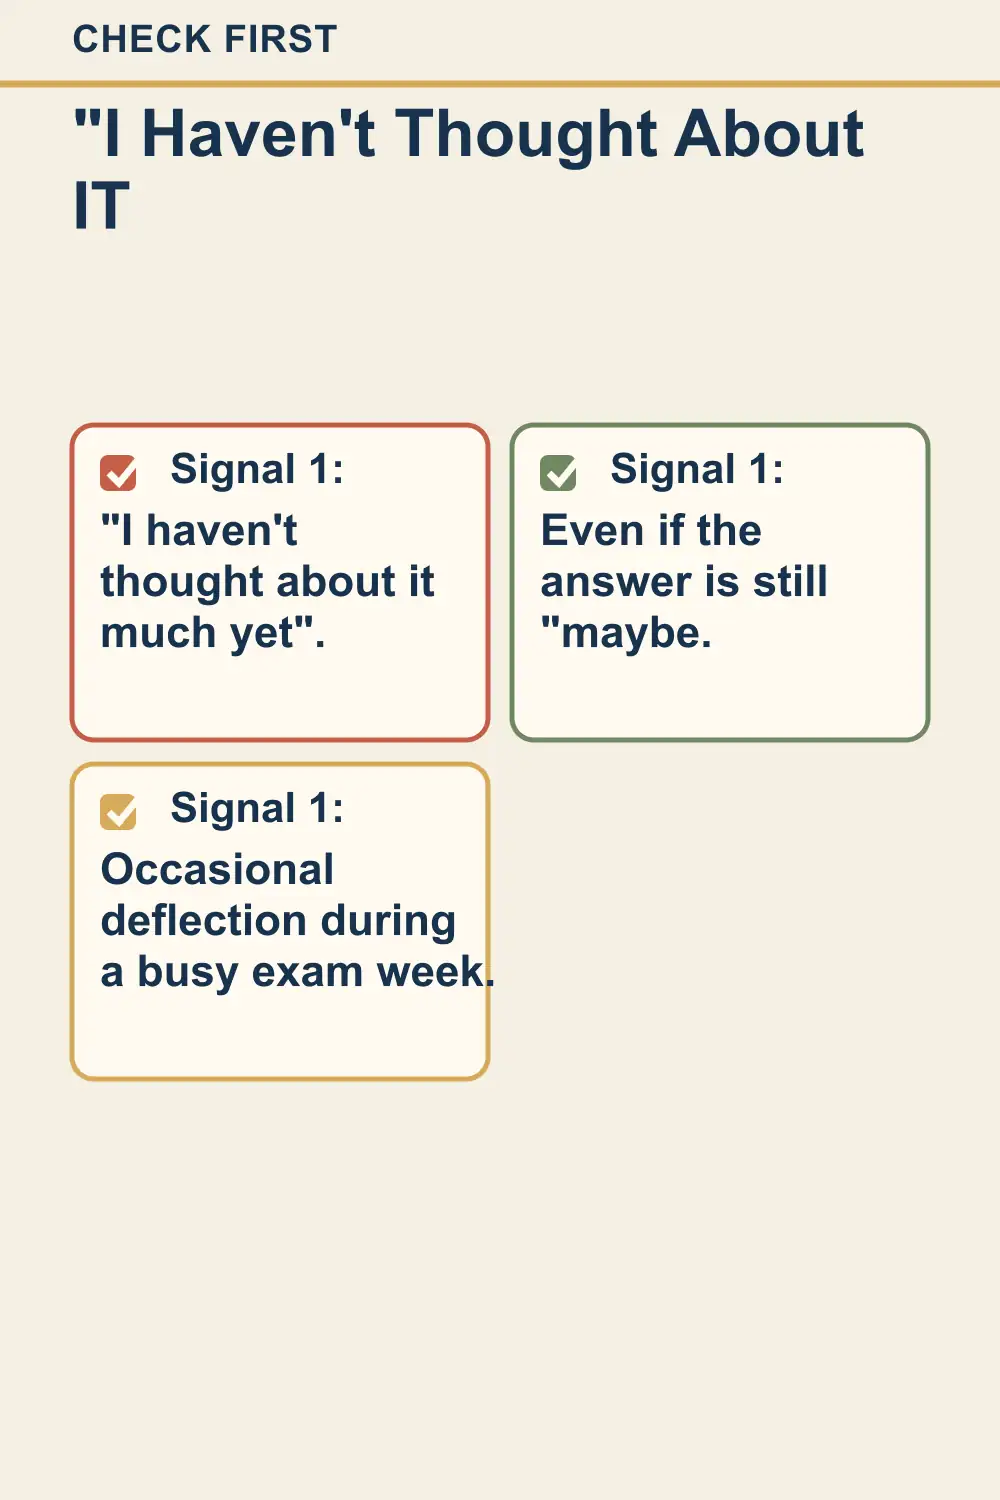 CHECK FIRST
"I Haven't Thought About
IT
Signal 1:
"I haven't
thought about it
much yet".
Signal 1:
Even if the
answer is still
"maybe.
Signal 1:
Occasional
deflection during
a busy exam week.